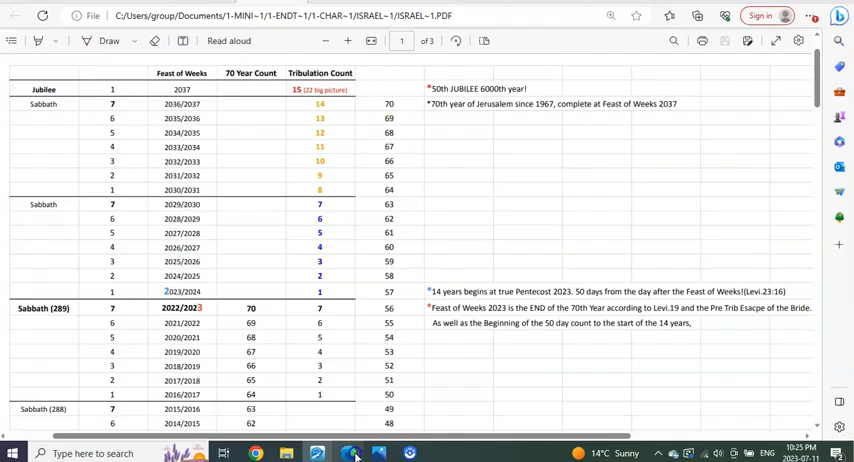 File C:/Users/group/Documents/1-MINI~1/1-ENDT~1/1-CHAR~1/ISRAEL~1/ISRAEL~1.PDF Sign in
Draw Read aloud 1 of 3
Feast of Weeks 70 Year Count Tribulation Count
Jubilee 1 2037 15 (22 big picture) *50th JUBILEE 6000th year!
Sabbath 7 2036/2037 14 70 *70th year of Jerusalem since 1967, complete at Feast of Weeks 2037
6 2035/2036 13 69
5 2034/2035 12 68
4 2033/2034 11 67
3 2032/2033 10 66
2 2031/2032 9 65
1 2030/2031 8 64
Sabbath 7 2029/2030 7 63
6 2028/2029 6 62
5 2027/2028 5 61
4 2026/2027 4 60
3 2025/2026 3 59
2 2024/2025 2 58
1 2023/2024 1 57 *14 years begins at true Pentecost 2023. 50 days from the day after the Feast of Weeks!(Levi.23:16)
Sabbath (289) 7 2022/2023 70 7 56 *Feast of Weeks 2023 is the END of the 70th Year according to Levi.19 and the Pre Trib Esacpe of the Bride.
6 2021/2022 69 6 55 As well as the Beginning of the 50 day count to the start of the 14 years,
5 2020/2021 68 5 54
4 2019/2020 67 4 53
3 2018/2019 66 3 52
2 2017/2018 65 2 51
1 2016/2017 64 1 50
Sabbath (288) 7 2015/2016 63 49
6 2014/2015 62 48
Type here to search 14°C Sunny ENG 10:25 PM
2023-07-11